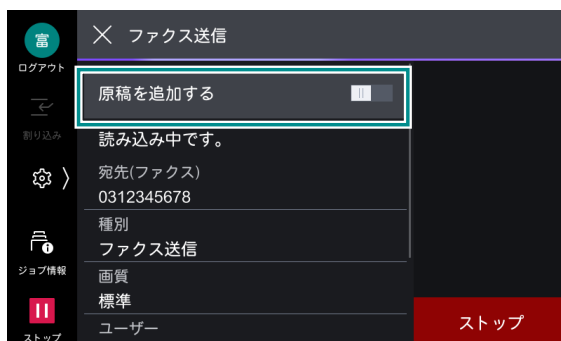 富
ログアウト
割り込み
ジョブ情報
ストップ
ファクス送信
原稿を追加する
読み込み中です。
宛先(ファクス)
0312345678
種別
ファクス送信
画質
標準
ユーザー
ストップ